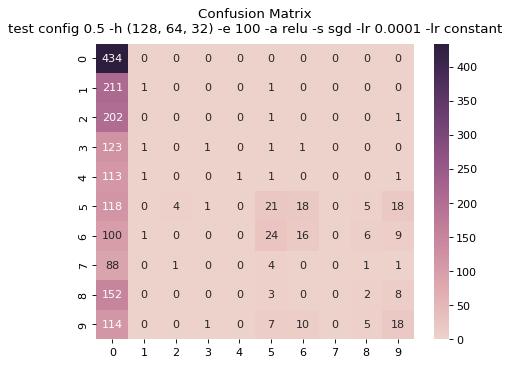 Confusion Matrix
test config 0.5 -h (128, 64, 32) -e 100 -a relu -s sgd -lr 0.0001 -lr constant
0 434 0 0 0 0 0 0 0 0 0
1 211 1 0 0 0 1 0 0 0 0
2 202 0 0 0 0 1 0 0 0 1
3 123 1 0 1 0 1 1 0 0 0
4 113 1 0 0 1 1 0 0 0 1
5 118 0 4 1 0 21 18 0 5 18
6 100 1 0 0 0 24 16 0 6 9
7 88 0 1 0 0 4 0 0 1 1
8 152 0 0 0 0 3 0 0 2 8
9 114 0 0 1 0 7 10 0 5 18
0 1 2 3 4 5 6 7 8 9
400
350
300
250
200
150
100
50
0